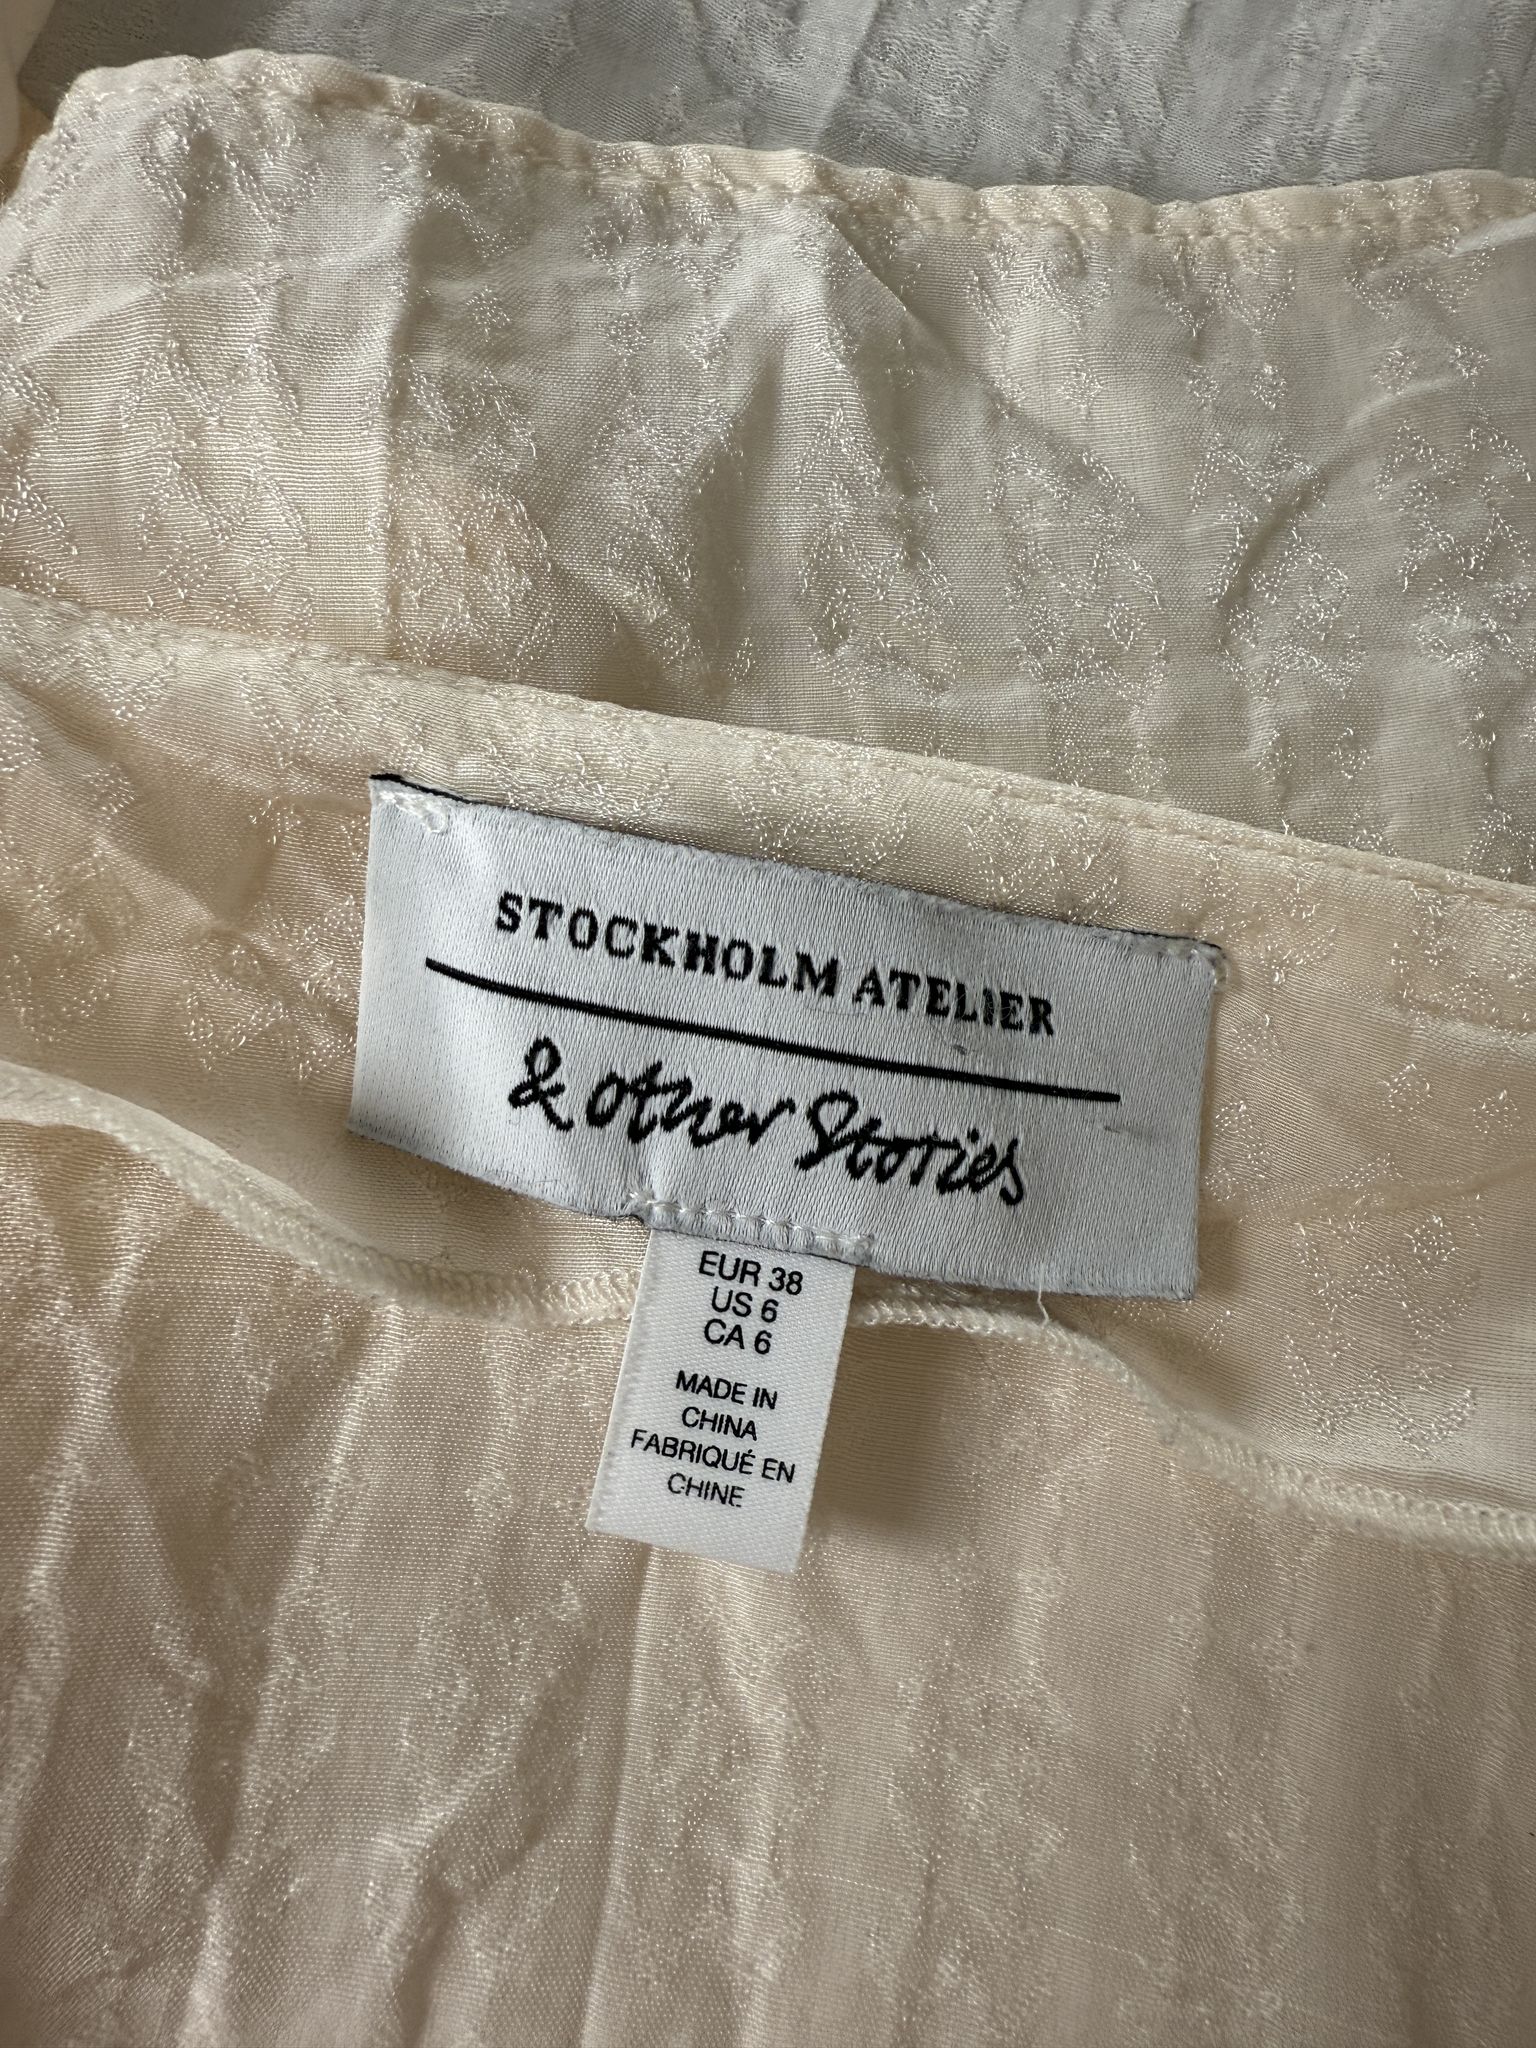 STOCKHOLM ATELIER
& other Stories
EUR 38
US 6
CA 6
MADE IN
CHINA
FABRIQUÉ EN
CHINE